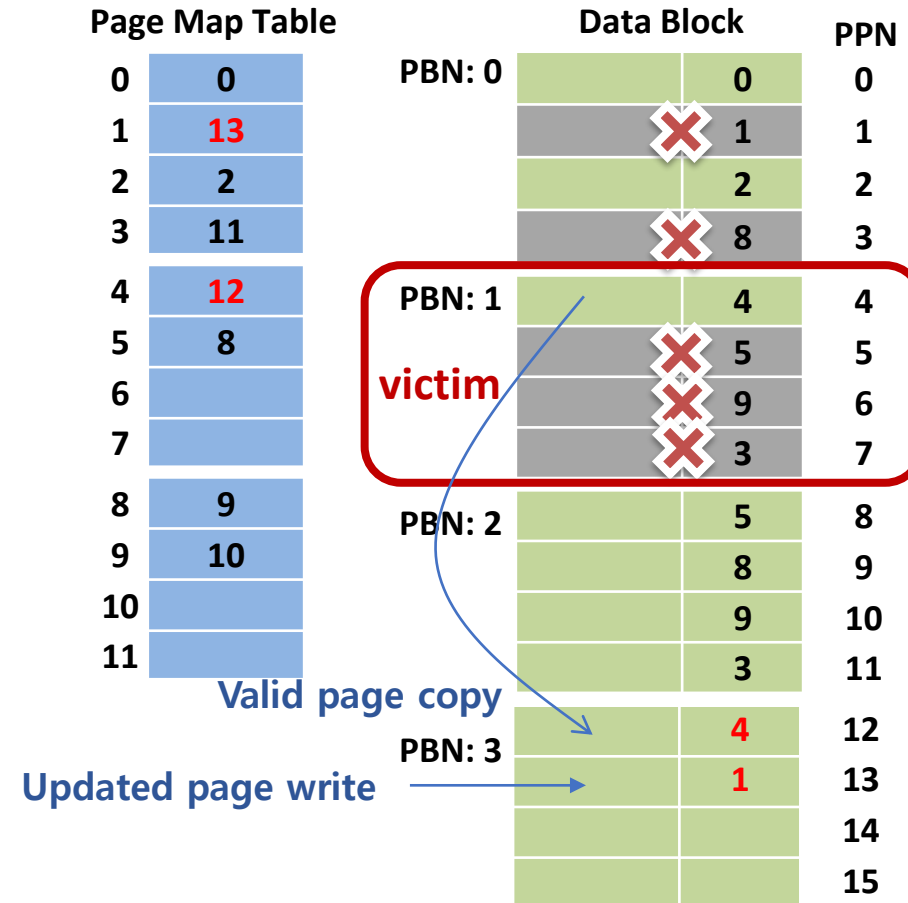 Page Map Table Data Block PPN
0 0 PBN: 0 0 0
1 13 1 1
2 2 2 2
3 11 8 3
4 12 PBN: 1 4 4
5 8 5 5
6 victim 9 6
7 3 7
8 9 PBN: 2 5 8
9 10 8 9
10 9 10
11 3 11
Valid page copy 4 12
PBN: 3
Updated page write 1 13
14
15